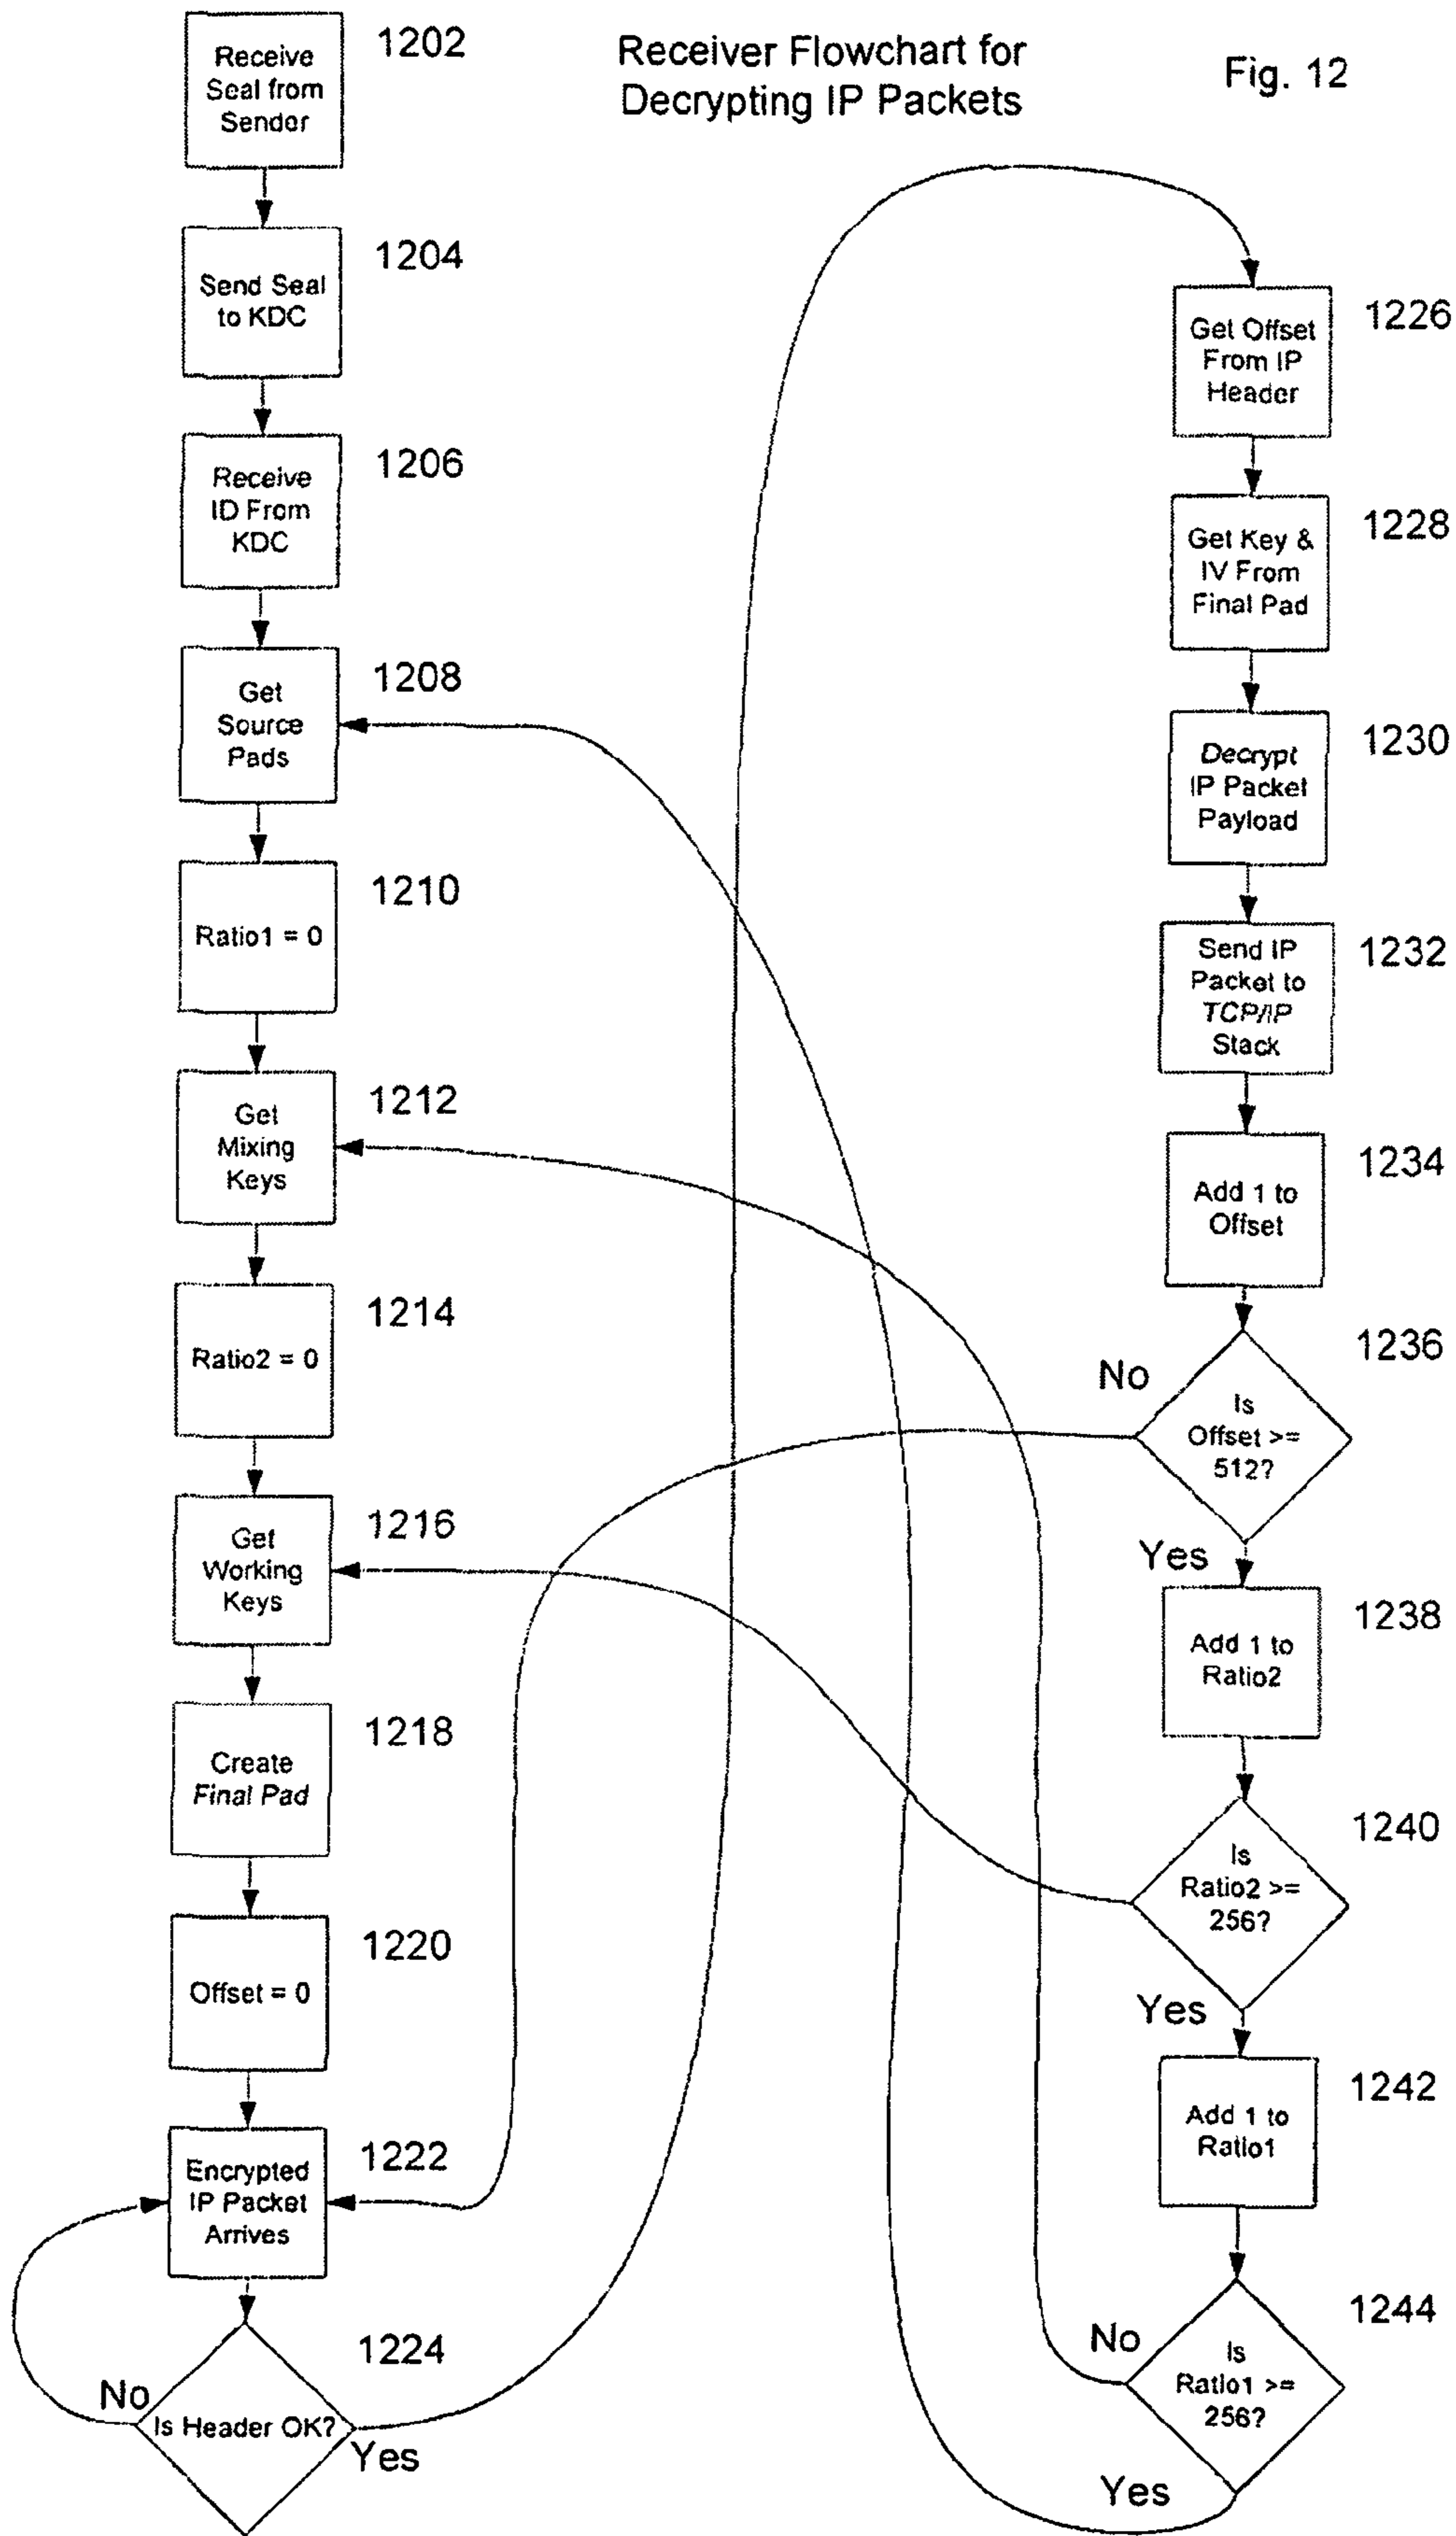 Receiver Flowchart for
Decrypting IP Packets
Fig. 12
Receive
Seal from
Sender
1202
Send Seal
to KDC
1204
Receive
ID From
KDC
1206
Get
Source
Pads
1208
Ratio1 = 0
1210
Get
Mixing
Keys
1212
Ratio2 = 0
1214
Get
Working
Keys
1216
Create
Final Pad
1218
Offset = 0
1220
Encrypted
IP Packet
Arrives
1222
Is Header OK?
1224
No
Yes
Get Offset
From IP
Header
1226
Get Key &
IV From
Final Pad
1228
Decrypt
IP Packet
Payload
1230
Send IP
Packet to
TCP/IP
Stack
1232
Add 1 to
Offset
1234
Is
Offset >=
512?
1236
No
Yes
Add 1 to
Ratio2
1238
Is
Ratio2 >=
256?
1240
Yes
Add 1 to
Ratio1
1242
Is
Ratio1 >=
256?
1244
No
Yes